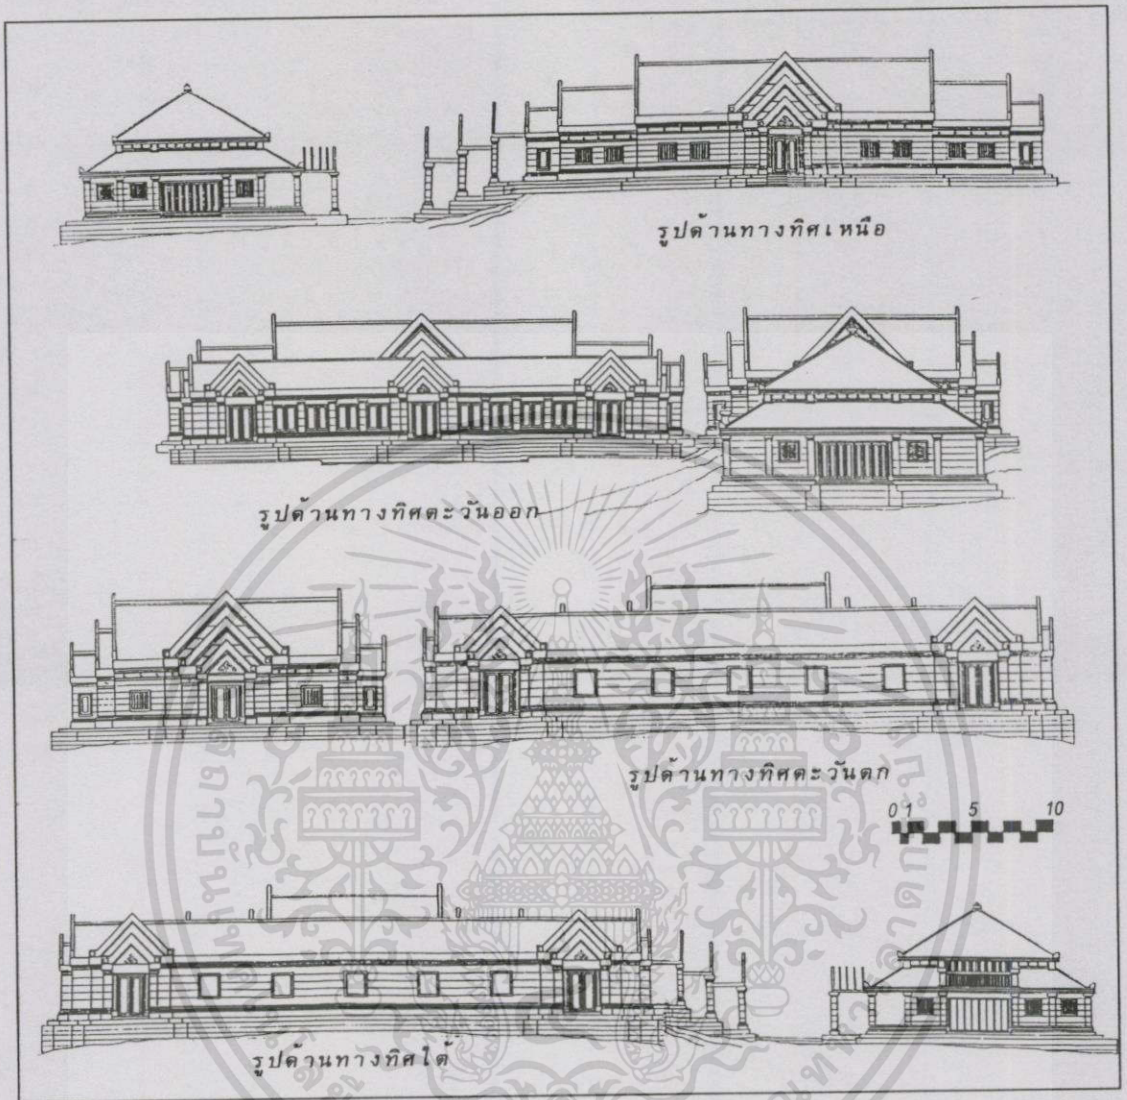 รูปด้านทางทิศเหนือ
รูปด้านทางทิศตะวันออก
รูปด้านทางทิศตะวันตก
0 1 5 10
รูปด้านทางทิศใต้